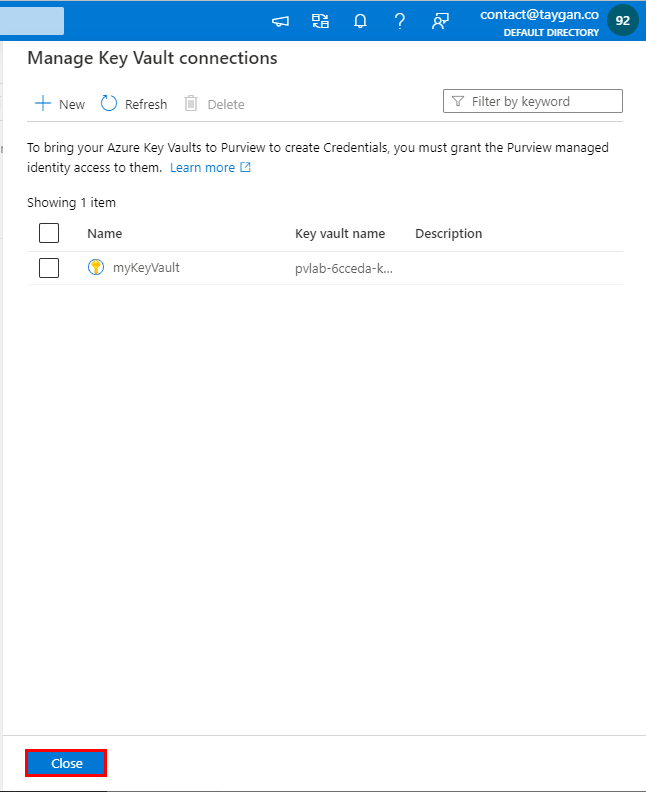 contact@taygan.co
DEFAULT DIRECTORY
92
Manage Key Vault connections
New Refresh Delete Filter by keyword
To bring your Azure Key Vaults to Purview to create Credentials, you must grant the Purview managed
identity access to them. Learn more
Showing 1 item
Name Key vault name Description
myKeyVault pvlab-6cceda-k...
Close